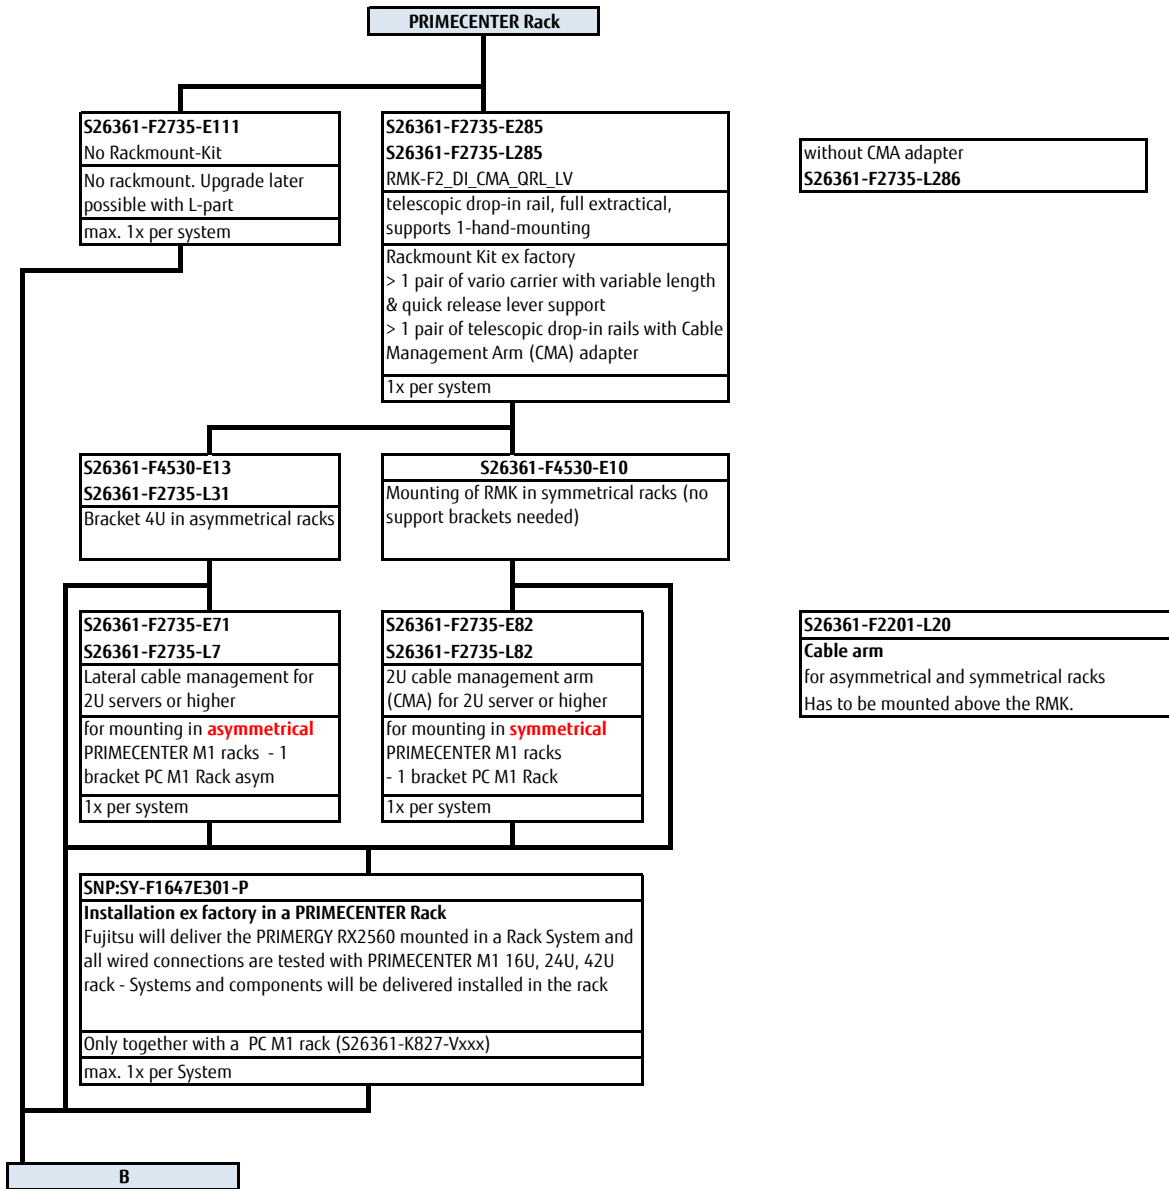 PRIMECENTER Rack
S26361-F2735-E111
No Rackmount-Kit
No rackmount. Upgrade later
possible with L-part
max. 1x per system
S26361-F2735-E285
S26361-F2735-L285
RMK-F2_DI_CMA_QRL_LV
telescopic drop-in rail, full extractical,
supports 1-hand-mounting
Rackmount Kit ex factory
> 1 pair of vario carrier with variable length
& quick release lever support
> 1 pair of telescopic drop-in rails with Cable
Management Arm (CMA) adapter
1x per system
without CMA adapter
S26361-F2735-L286
S26361-F4530-E13
S26361-F2735-L31
Bracket 4U in asymmetrical racks
S26361-F4530-E10
Mounting of RMK in symmetrical racks (no
support brackets needed)
S26361-F2735-E71
S26361-F2735-L7
Lateral cable management for
2U servers or higher
for mounting in asymmetrical
PRIMECENTER M1 racks - 1
bracket PC M1 Rack asym
1x per system
S26361-F2735-E82
S26361-F2735-L82
2U cable management arm
(CMA) for 2U server or higher
for mounting in symmetrical
PRIMECENTER M1 racks
- 1 bracket PC M1 Rack
1x per system
S26361-F2201-L20
Cable arm
for asymmetrical and symmetrical racks
Has to be mounted above the RMK.
SNP:SY-F1647E301-P
Installation ex factory in a PRIMECENTER Rack
Fujitsu will deliver the PRIMERGY RX2560 mounted in a Rack System and
all wired connections are tested with PRIMECENTER M1 16U, 24U, 42U
rack - Systems and components will be delivered installed in the rack
Only together with a PC M1 rack (S26361-K827-Vxxx)
max. 1x per System
B